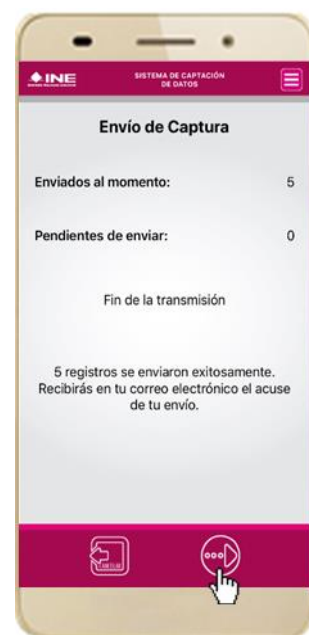 INE
SISTEMA DE CAPTACIÓN
DE DATOS
Envío de Captura
Enviados al momento: 5
Pendientes de enviar: 0
Fin de la transmisión
5 registros se enviaron exitosamente.
Recibirás en tu correo electrónico el acuse
de tu envío.